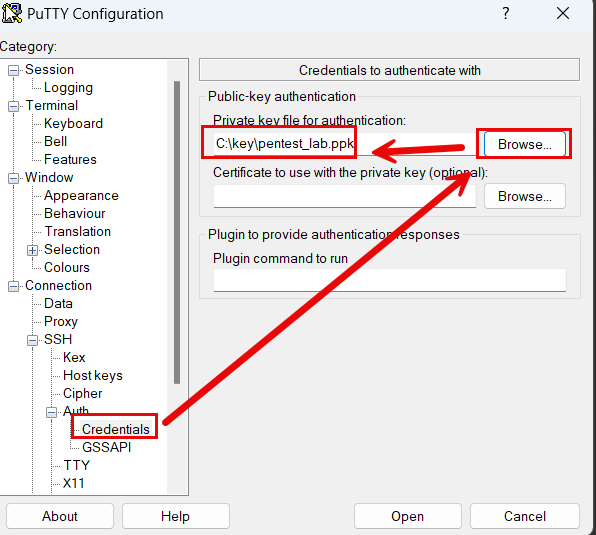 PuTTY Configuration
?
Category:
Session
Logging
Terminal
Keyboard
Bell
Features
Window
Appearance
Behaviour
Translation
Selection
Colours
Connection
Data
Proxy
SSH
Kex
Host keys
Cipher
Auth
Credentials
GSSAPI
TTY
X11
Credentials to authenticate with
Public-key authentication
Private key file for authentication:
C:\key\pentest_lab.ppk
Browse...
Certificate to use with the private key (optional):
Browse...
Plugin to provide authentication responses
Plugin command to run
About
Help
Open
Cancel